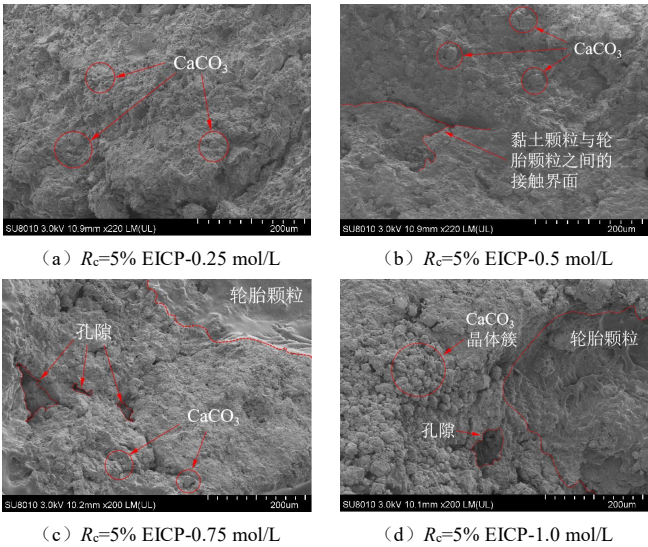 CaCO₃
SU8010 3.0kV 10.9mm x220 LM(UL)
200um
（a）Rc=5% EICP-0.25 mol/L
CaCO₃
黏土颗粒与轮
胎颗粒之间的
接触界面
SU8010 3.0kV 10.9mm x220 LM(UL)
200um
（b）Rc=5% EICP-0.5 mol/L
轮胎颗粒
孔隙
CaCO₃
SU8010 3.0kV 10.2mm x200 LM(UL)
200um
（c）Rc=5% EICP-0.75 mol/L
CaCO₃
晶体簇
轮胎颗粒
孔隙
SU8010 3.0kV 10.1mm x200 LM(UL)
200um
（d）Rc=5% EICP-1.0 mol/L